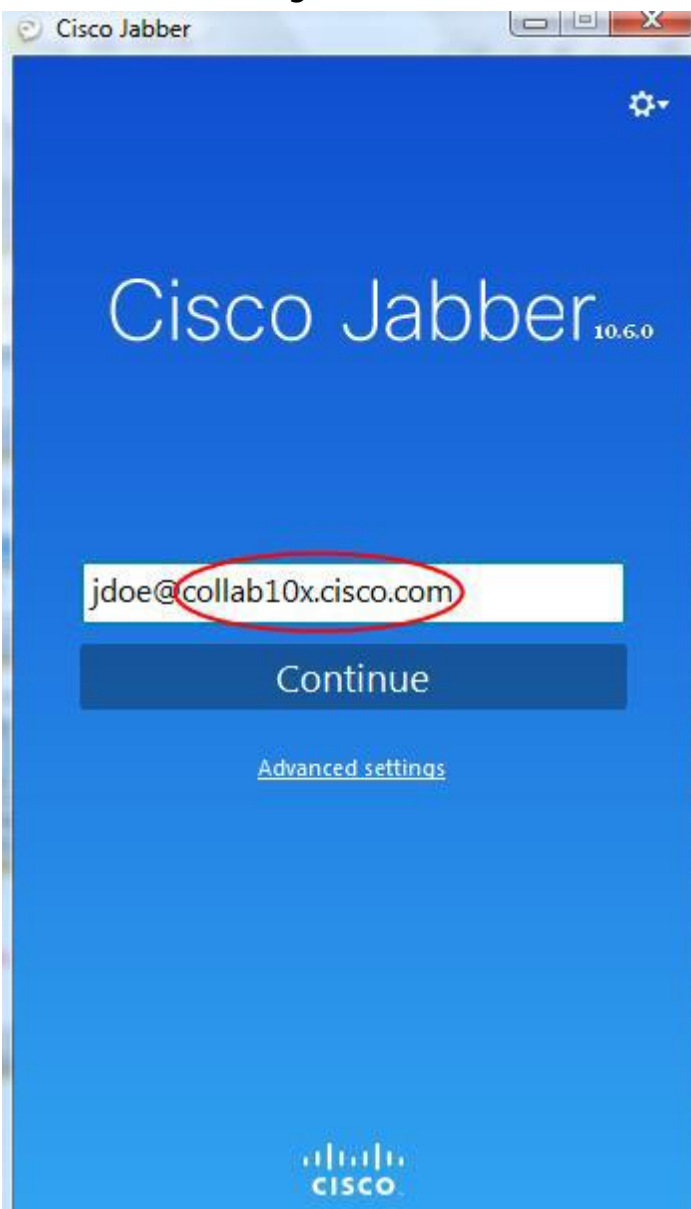 Cisco Jabber
Cisco Jabber 10.6.0
jdoe@collab10x.cisco.com
Continue
Advanced settings
CISCO